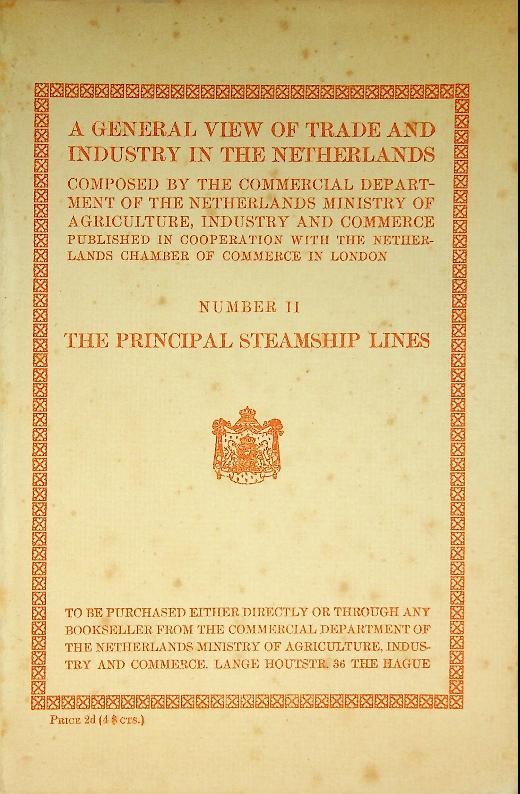 A GENERAL VIEW OF TRADE AND
INDUSTRY IN THE NETHERLANDS
COMPOSED BY THE COMMERCIAL DEPART-
MENT OF THE NETHERLANDS MINISTRY OF
AGRICULTURE, INDUSTRY AND COMMERCE
PUBLISHED IN COOPERATION WITH THE NETHER-
LANDS CHAMBER OF COMMERCE IN LONDON
NUMBER II
THE PRINCIPAL STEAMSHIP LINES
TO BE PURCHASED EITHER DIRECTLY OR THROUGH ANY
BOOKSELLER FROM THE COMMERCIAL DEPARTMENT OF
THE NETHERLANDS MINISTRY OF AGRICULTURE, INDUS-
TRY AND COMMERCE. LANGE HOUTSTR. 36 THE HAGUE
PRICE 2d (4 $ CTS.)